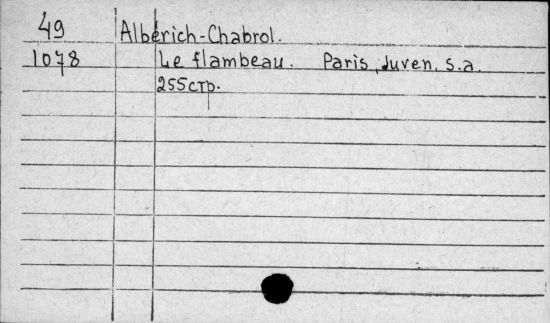 49 Albérich-Chabrol.
1078 Le flambeau. Paris, Juven, s.a.
255стр.